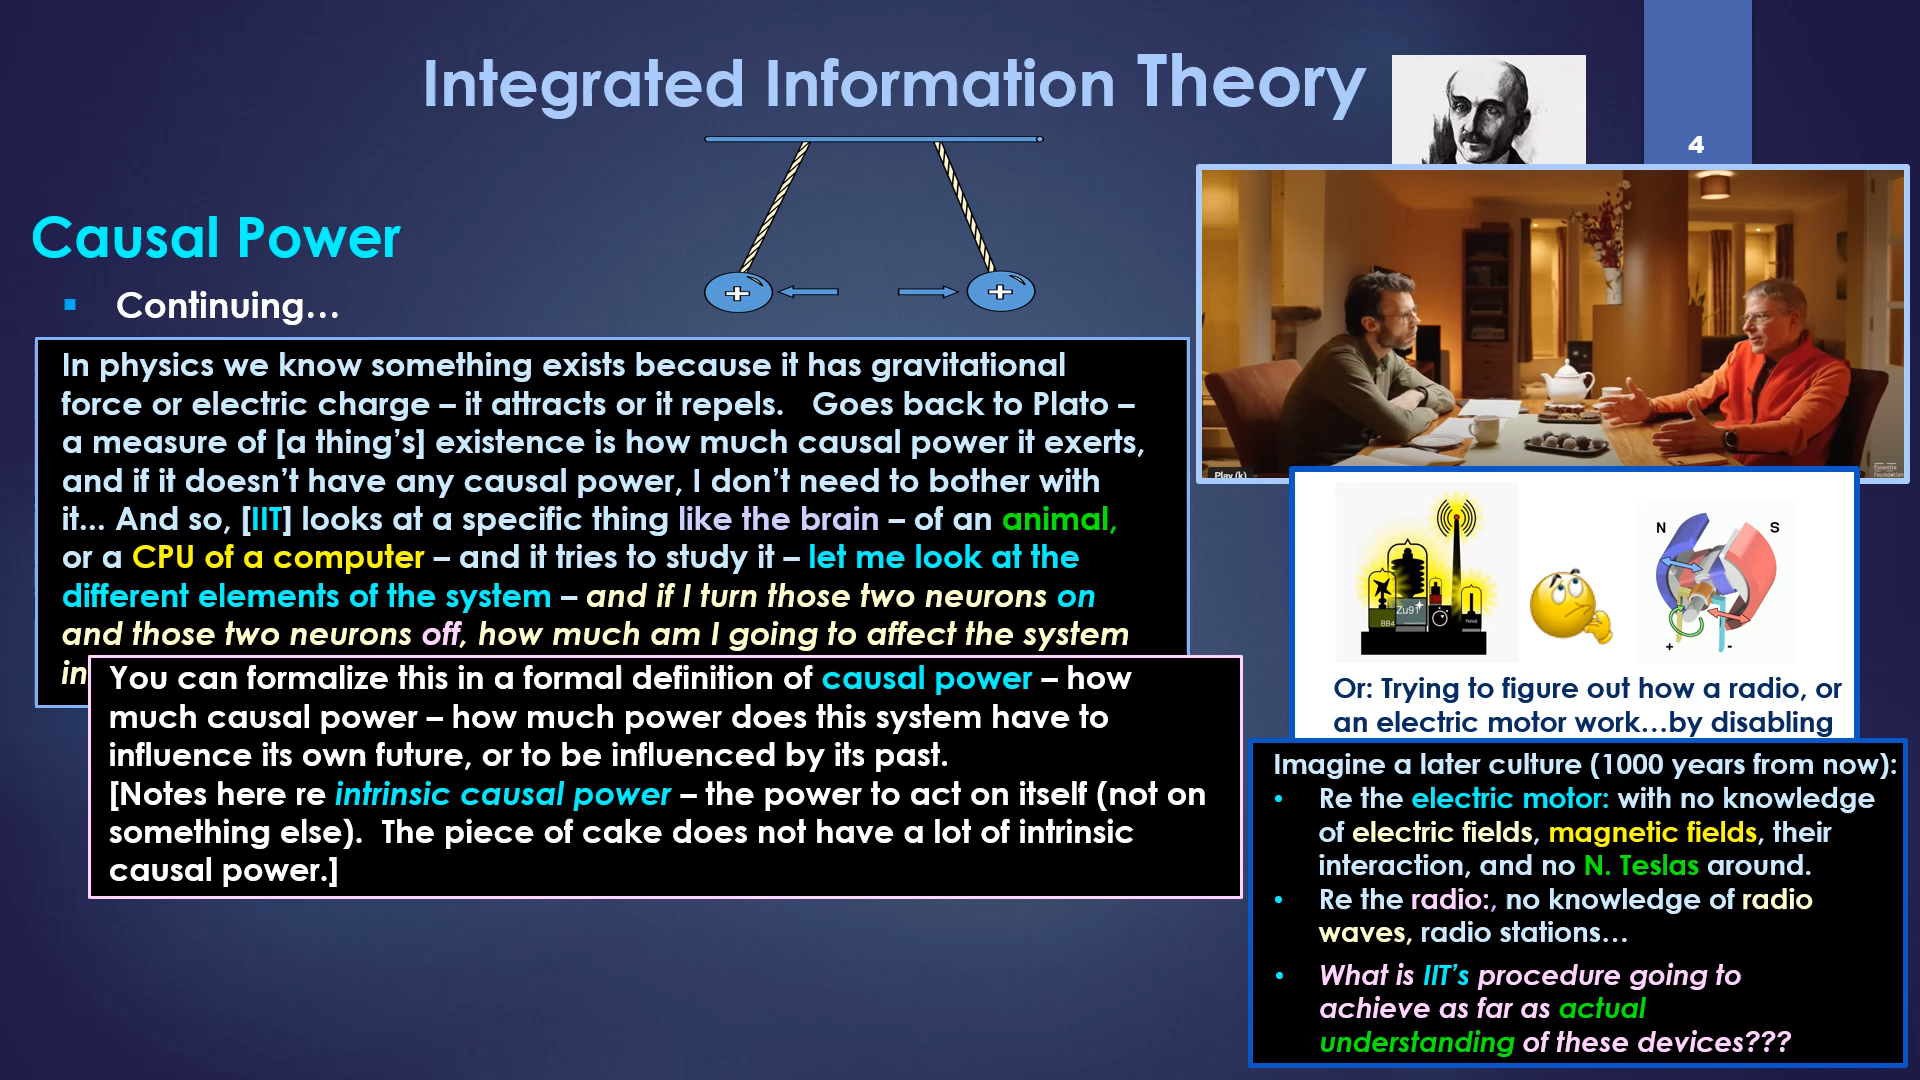 Integrated Information Theory
4
Causal Power
Continuing…
In physics we know something exists because it has gravitational
force or electric charge – it attracts or it repels.   Goes back to Plato –
a measure of [a thing’s] existence is how much causal power it exerts,
and if it doesn’t have any causal power, I don’t need to bother with
it... And so, [IIT] looks at a specific thing like the brain – of an animal,
or a CPU of a computer – and it tries to study it – let me look at the
different elements of the system – and if I turn those two neurons on
and those two neurons off, how much am I going to affect the system
in
You can formalize this in a formal definition of causal power – how
much causal power – how much power does this system have to
influence its own future, or to be influenced by its past.
[Notes here re intrinsic causal power – the power to act on itself (not on
something else).  The piece of cake does not have a lot of intrinsic
causal power.]
Play (k)
Essentia
Foundation
BB4
Zu91
N
S
+
-
Or: Trying to figure out how a radio, or
an electric motor work…by disabling
Imagine a later culture (1000 years from now):
• Re the electric motor: with no knowledge
of electric fields, magnetic fields, their
interaction, and no N. Teslas around.
• Re the radio:, no knowledge of radio
waves, radio stations…
• What is IIT’s procedure going to
achieve as far as actual
understanding of these devices???